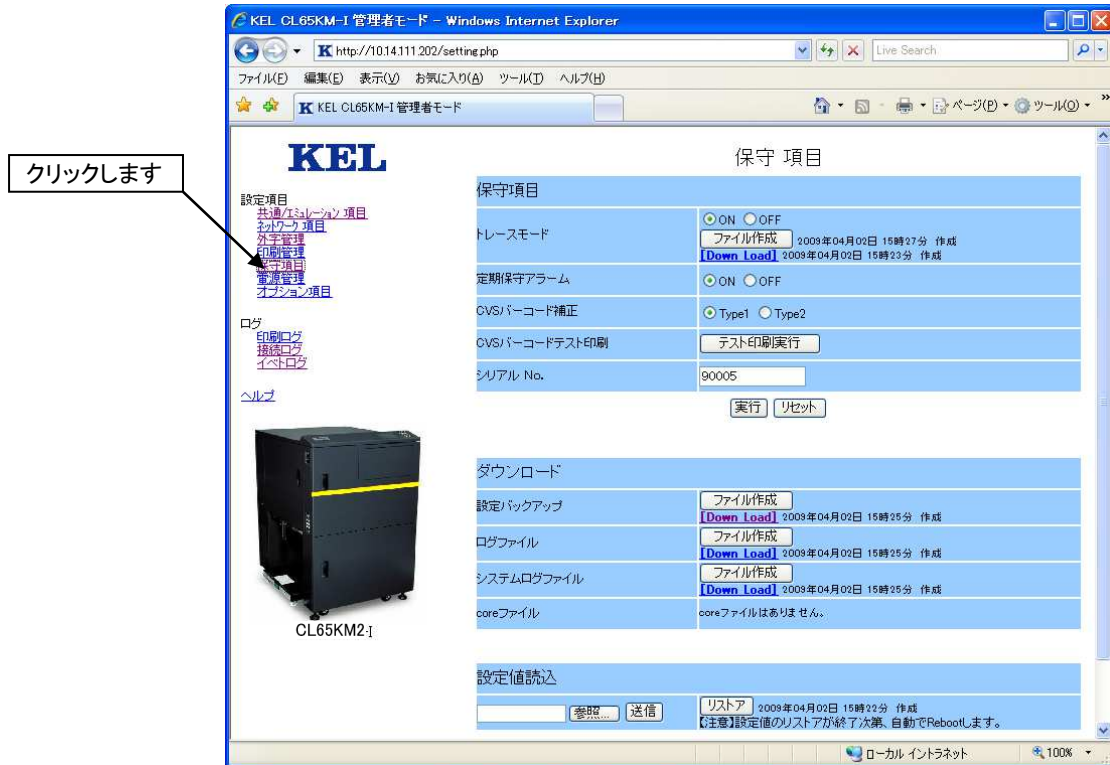 KEL CL65KM-I 管理者モード - Windows Internet Explorer
http://10.14.111.202/setting.php
Live Search
ファイル(F) 編集(E) 表示(V) お気に入り(A) ツール(T) ヘルプ(H)
KEL CL65KM-I 管理者モード
ページ(P) ツール(O)
クリックします
KEL
設定項目
共通/エミュレーション 項目
ネットワーク 項目
外字管理
印刷管理
保守項目
電源管理
オプション項目
ログ
印刷ログ
接続ログ
イベトログ
ヘルプ
CL65KM2-I
保守 項目
保守項目
トレースモード
ON OFF
ファイル作成 2009年04月02日 15時27分 作成
[Down Load] 2009年04月02日 15時23分 作成
定期保守アラーム
ON OFF
CVSバーコード補正
Type1 Type2
CVSバーコードテスト印刷
テスト印刷実行
シリアル No.
90005
実行 リセット
ダウンロード
設定バックアップ
ファイル作成
[Down Load] 2009年04月02日 15時25分 作成
ログファイル
ファイル作成
[Down Load] 2009年04月02日 15時25分 作成
システムログファイル
ファイル作成
[Down Load] 2009年04月02日 15時25分 作成
coreファイル
coreファイルはありません。
設定値読込
参照... 送信
リストア 2009年04月02日 15時22分 作成
【注意】設定値のリストアが終了次第、自動でRebootします。
ローカル イントラネット
100%